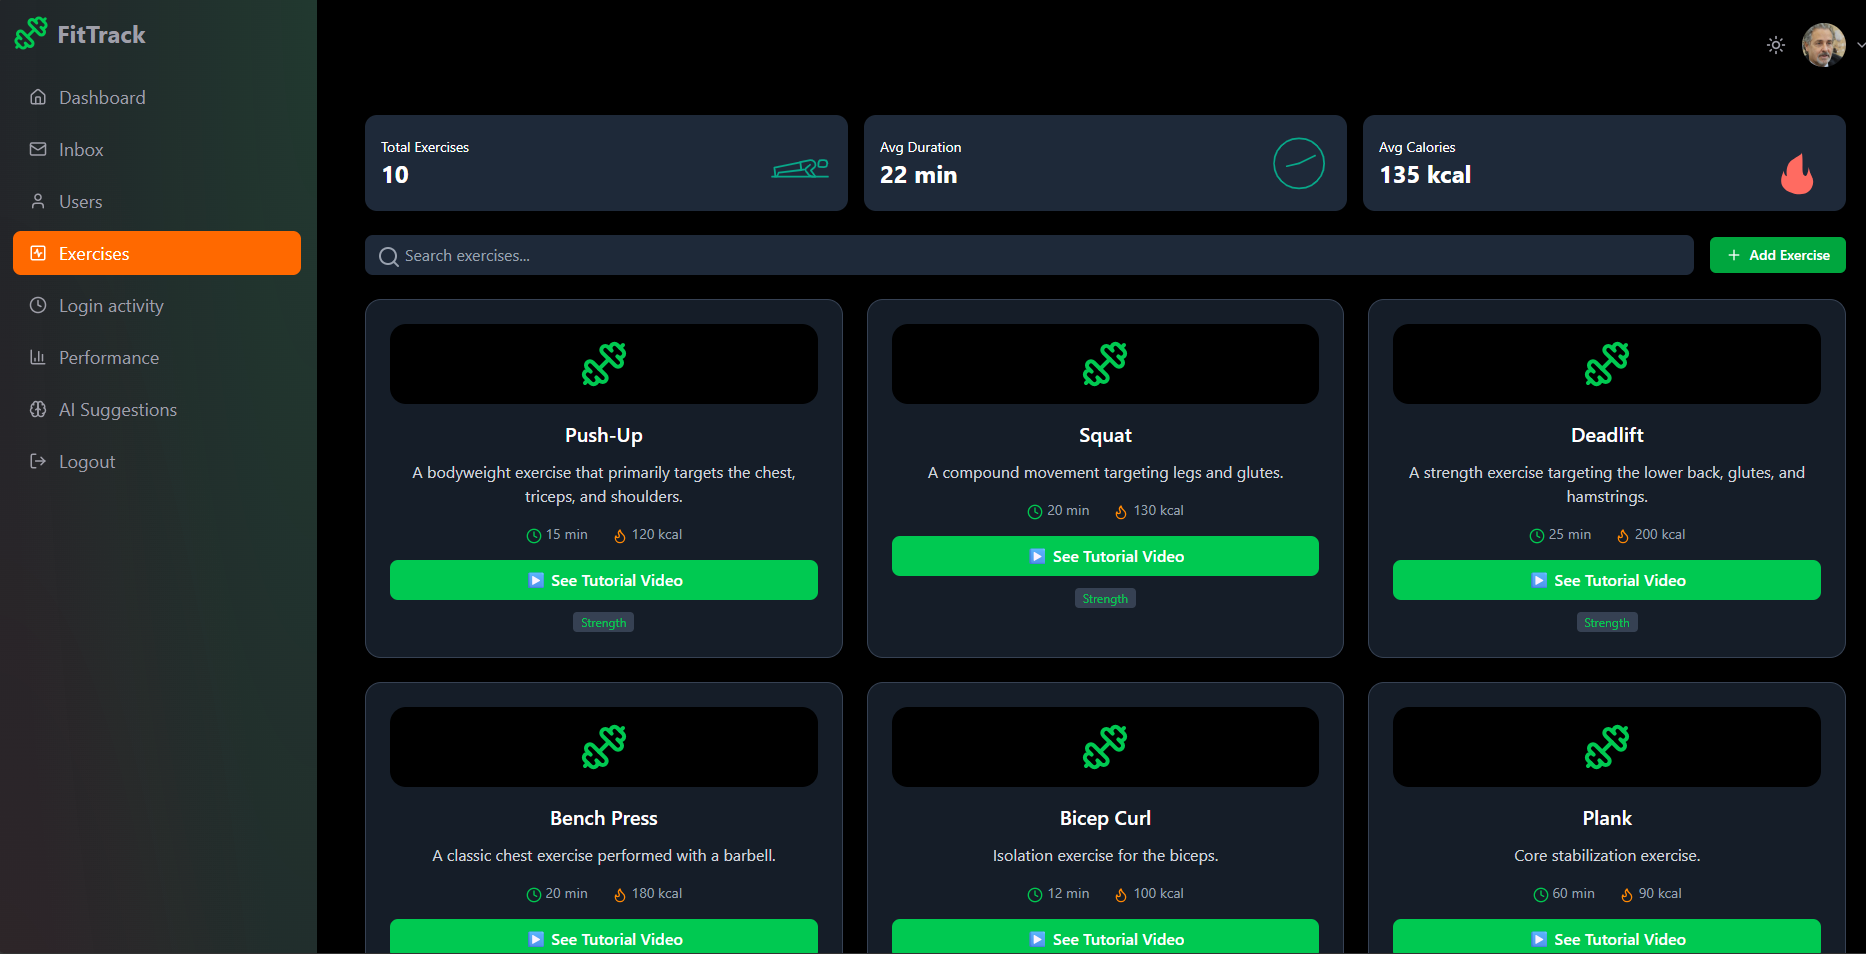 FitTrack
Dashboard
Inbox
Users
Exercises
Login activity
Performance
AI Suggestions
Logout
Total Exercises
10
Avg Duration
22 min
Avg Calories
135 kcal
Search exercises...
+ Add Exercise
Push-Up
A bodyweight exercise that primarily targets the chest,
triceps, and shoulders.
15 min 120 kcal
See Tutorial Video
Strength
Squat
A compound movement targeting legs and glutes.
20 min 130 kcal
See Tutorial Video
Strength
Deadlift
A strength exercise targeting the lower back, glutes, and
hamstrings.
25 min 200 kcal
See Tutorial Video
Strength
Bench Press
A classic chest exercise performed with a barbell.
20 min 180 kcal
See Tutorial Video
Bicep Curl
Isolation exercise for the biceps.
12 min 100 kcal
See Tutorial Video
Plank
Core stabilization exercise.
60 min 90 kcal
See Tutorial Video